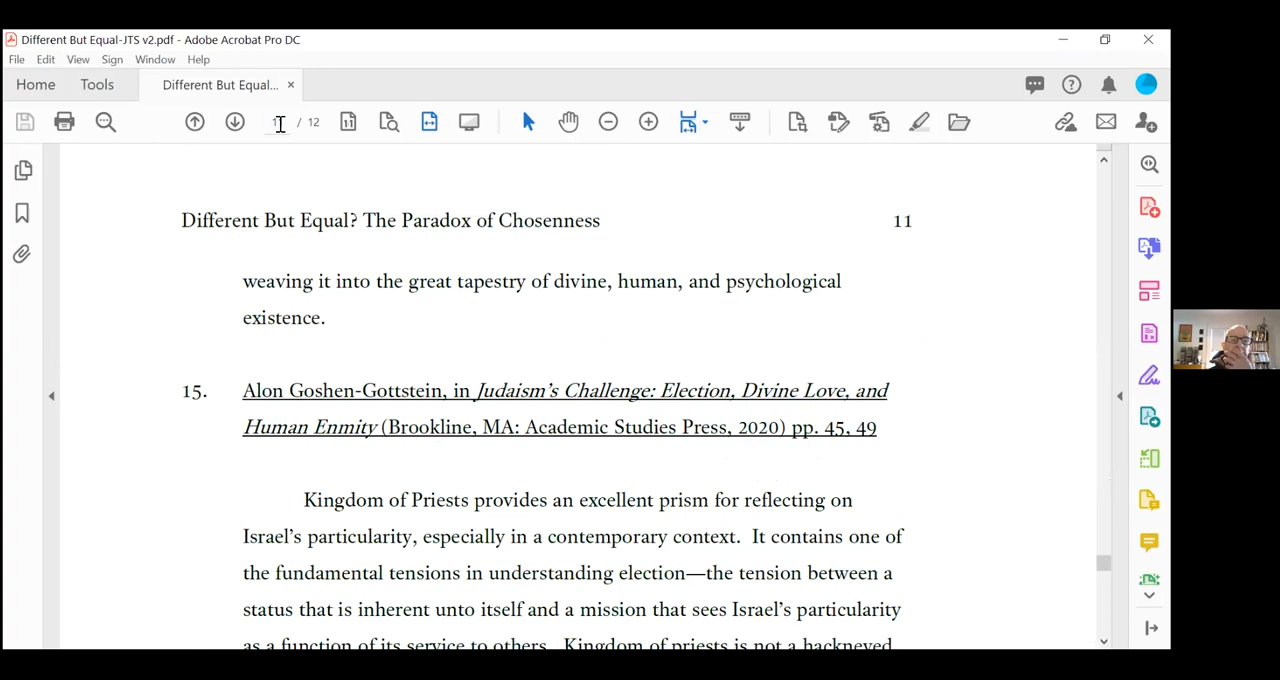 Different But Equal-JTS v2.pdf - Adobe Acrobat Pro DC
File Edit View Sign Window Help
Home Tools Different But Equal... ×
/ 12
Different But Equal? The Paradox of Chosenness 11
weaving it into the great tapestry of divine, human, and psychological
existence.
15. Alon Goshen-Gottstein, in Judaism's Challenge: Election, Divine Love, and
Human Enmity (Brookline, MA: Academic Studies Press, 2020) pp. 45, 49
Kingdom of Priests provides an excellent prism for reflecting on
Israel's particularity, especially in a contemporary context. It contains one of
the fundamental tensions in understanding election—the tension between a
status that is inherent unto itself and a mission that sees Israel's particularity
as a function of its service to others. Kingdom of priests is not a hackneyed